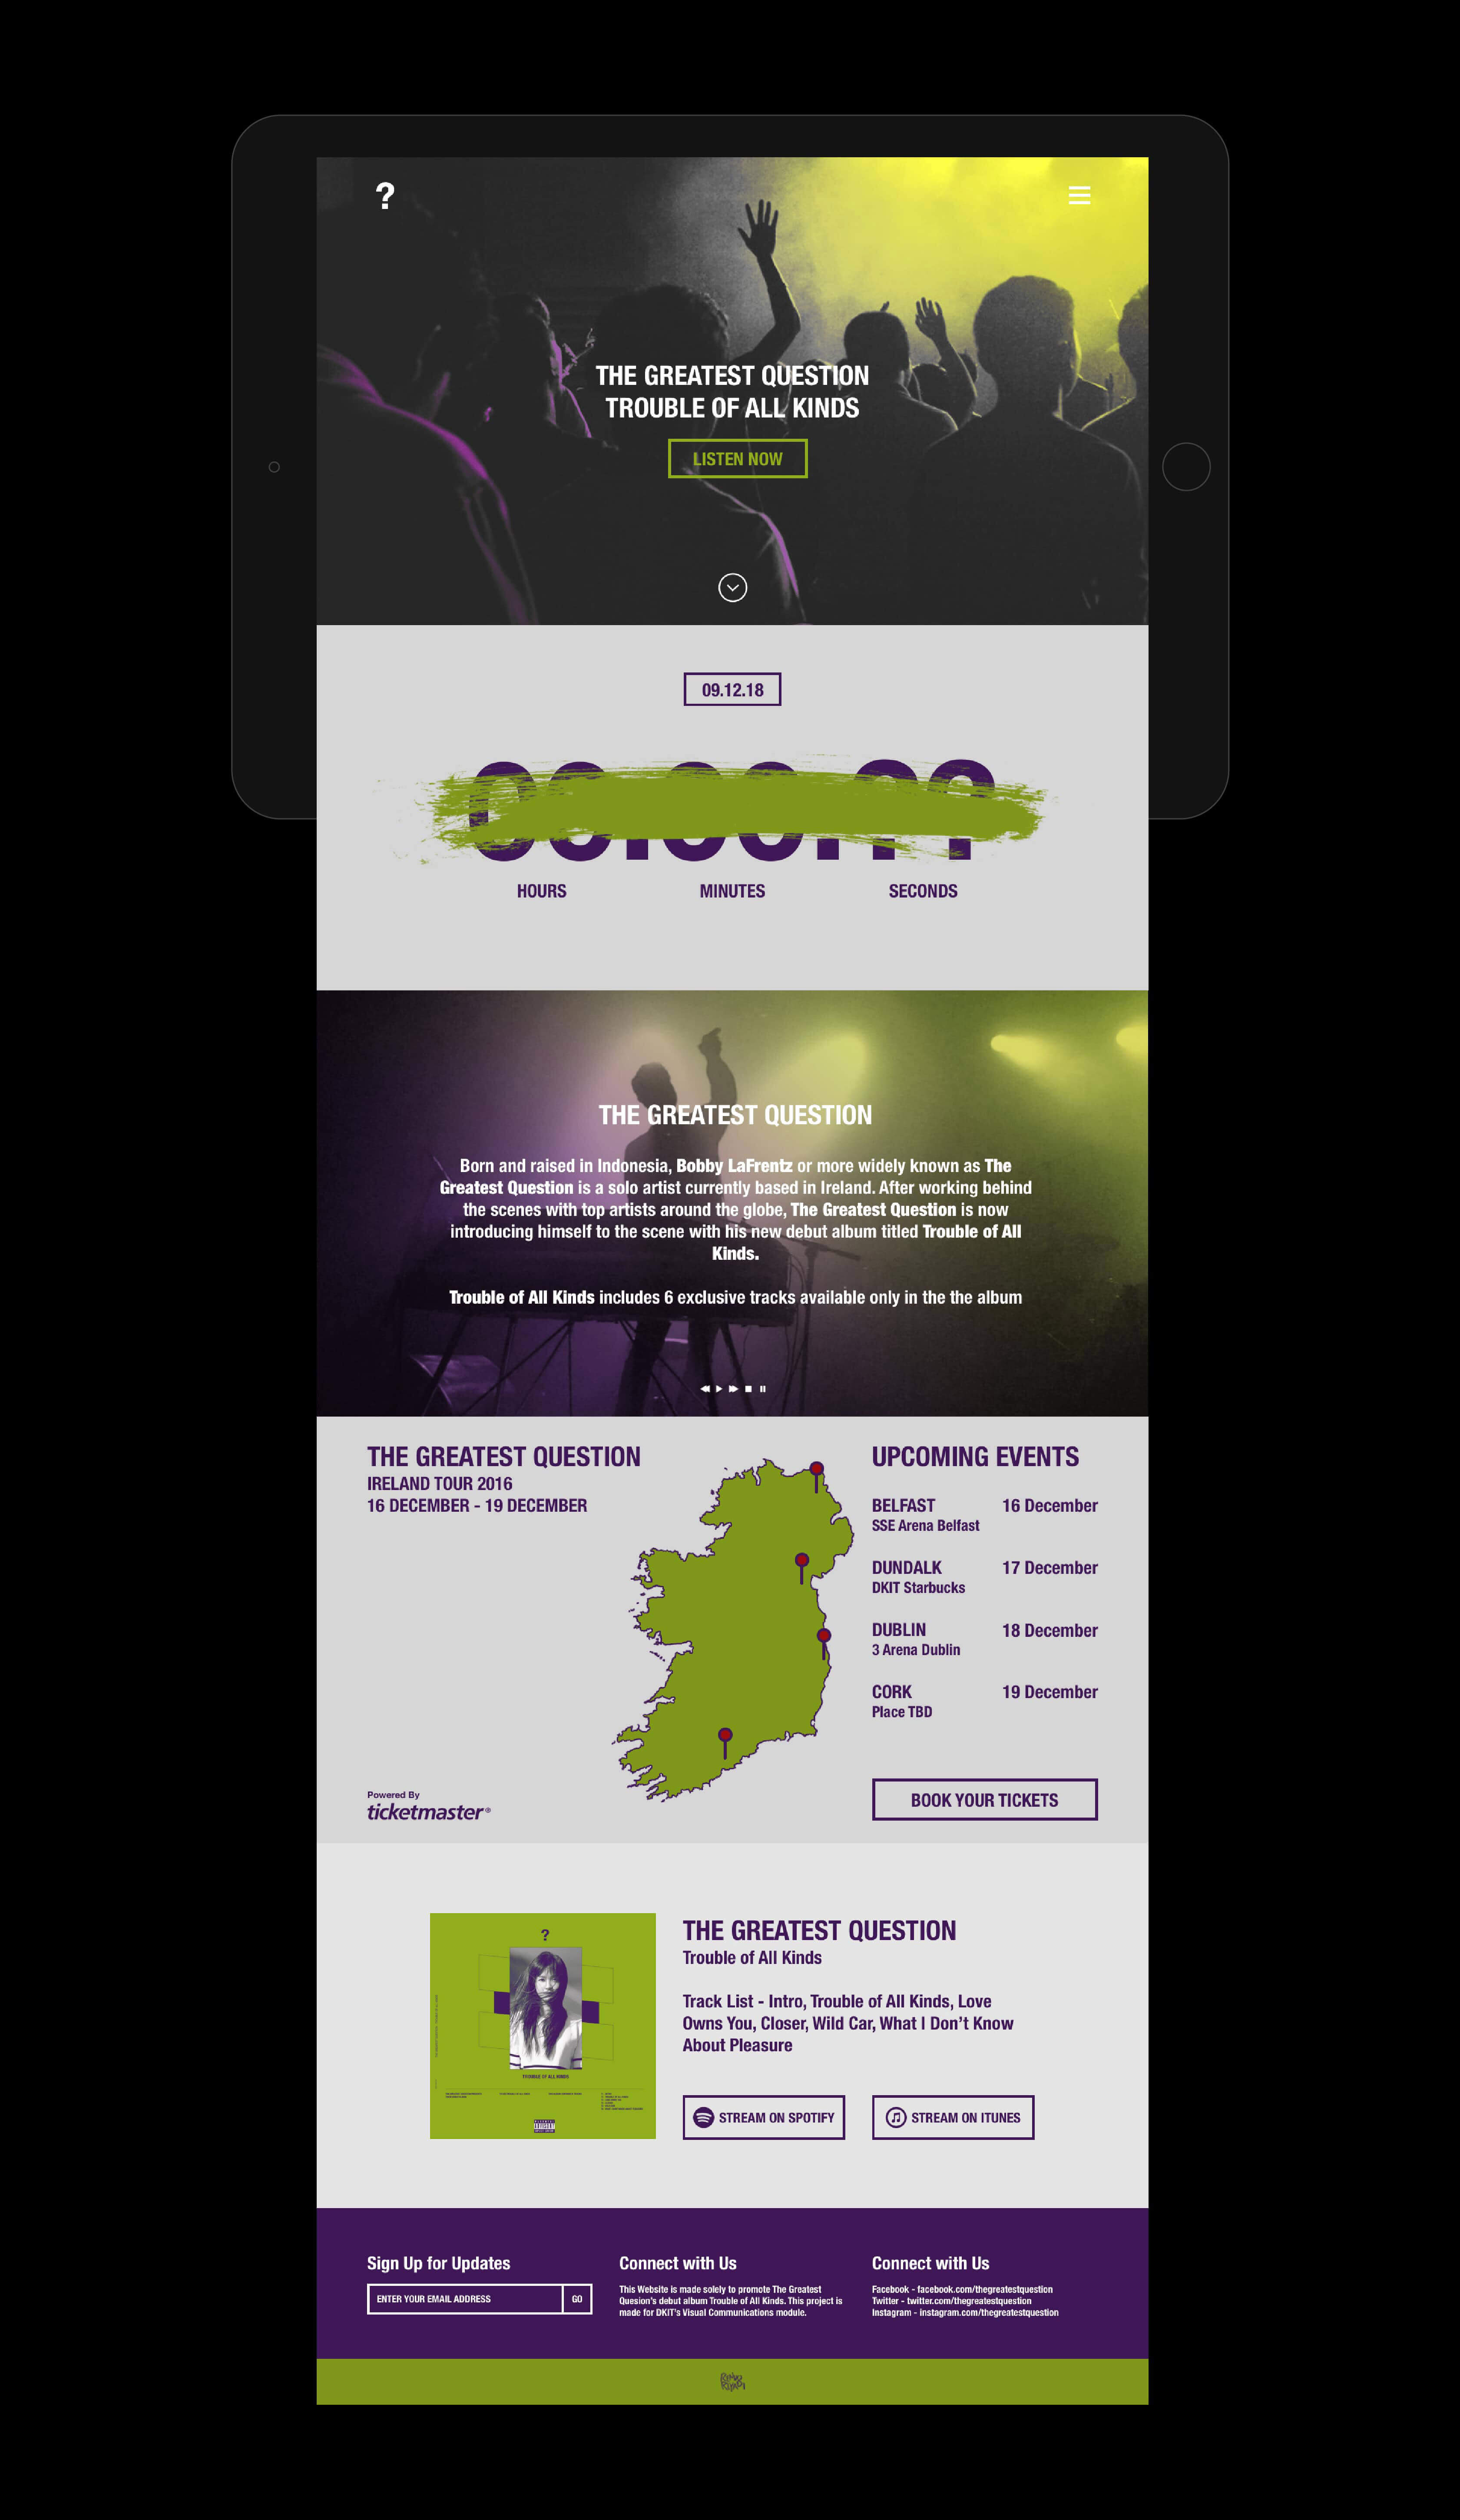 ?
THE GREATEST QUESTION
TROUBLE OF ALL KINDS
LISTEN NOW
09.12.18
HOURS MINUTES SECONDS
THE GREATEST QUESTION
Born and raised in Indonesia, Bobby LaFrentz or more widely known as The
Greatest Question is a solo artist currently based in Ireland. After working behind
the scenes with top artists around the globe, The Greatest Question is now
introducing himself to the scene with his new debut album titled Trouble of All
Kinds.
Trouble of All Kinds includes 6 exclusive tracks available only in the the album
THE GREATEST QUESTION
IRELAND TOUR 2016
16 DECEMBER - 19 DECEMBER
Powered By
ticketmaster®
UPCOMING EVENTS
BELFAST 16 December
SSE Arena Belfast
DUNDALK 17 December
DKIT Starbucks
DUBLIN 18 December
3 Arena Dublin
CORK 19 December
Place TBD
BOOK YOUR TICKETS
?
TROUBLE OF ALL KINDS
THE GREATEST QUESTION
Trouble of All Kinds
Track List - Intro, Trouble of All Kinds, Love
Owns You, Closer, Wild Car, What I Don't Know
About Pleasure
STREAM ON SPOTIFY
STREAM ON ITUNES
Sign Up for Updates
ENTER YOUR EMAIL ADDRESS GO
Connect with Us
This Website is made solely to promote The Greatest
Quesion's debut album Trouble of All Kinds. This project is
made for DKIT's Visual Communications module.
Connect with Us
Facebook - facebook.com/thegreatestquestion
Twitter - twitter.com/thegreatestquestion
Instagram - instagram.com/thegreatestquestion